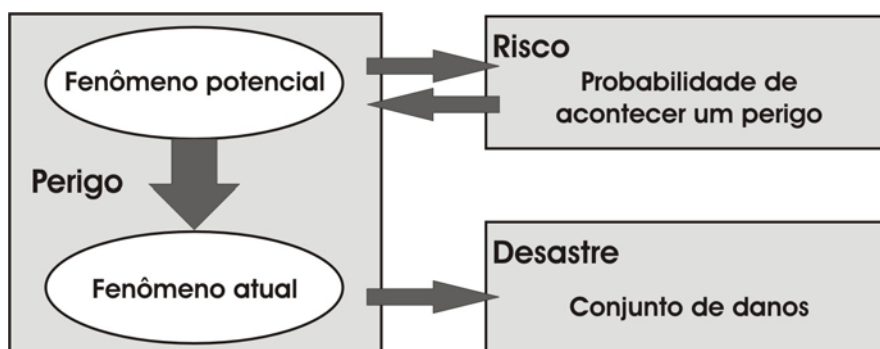 Fenômeno potencial
Perigo
Fenômeno atual
Risco
Probabilidade de
acontecer um perigo
Desastre
Conjunto de danos